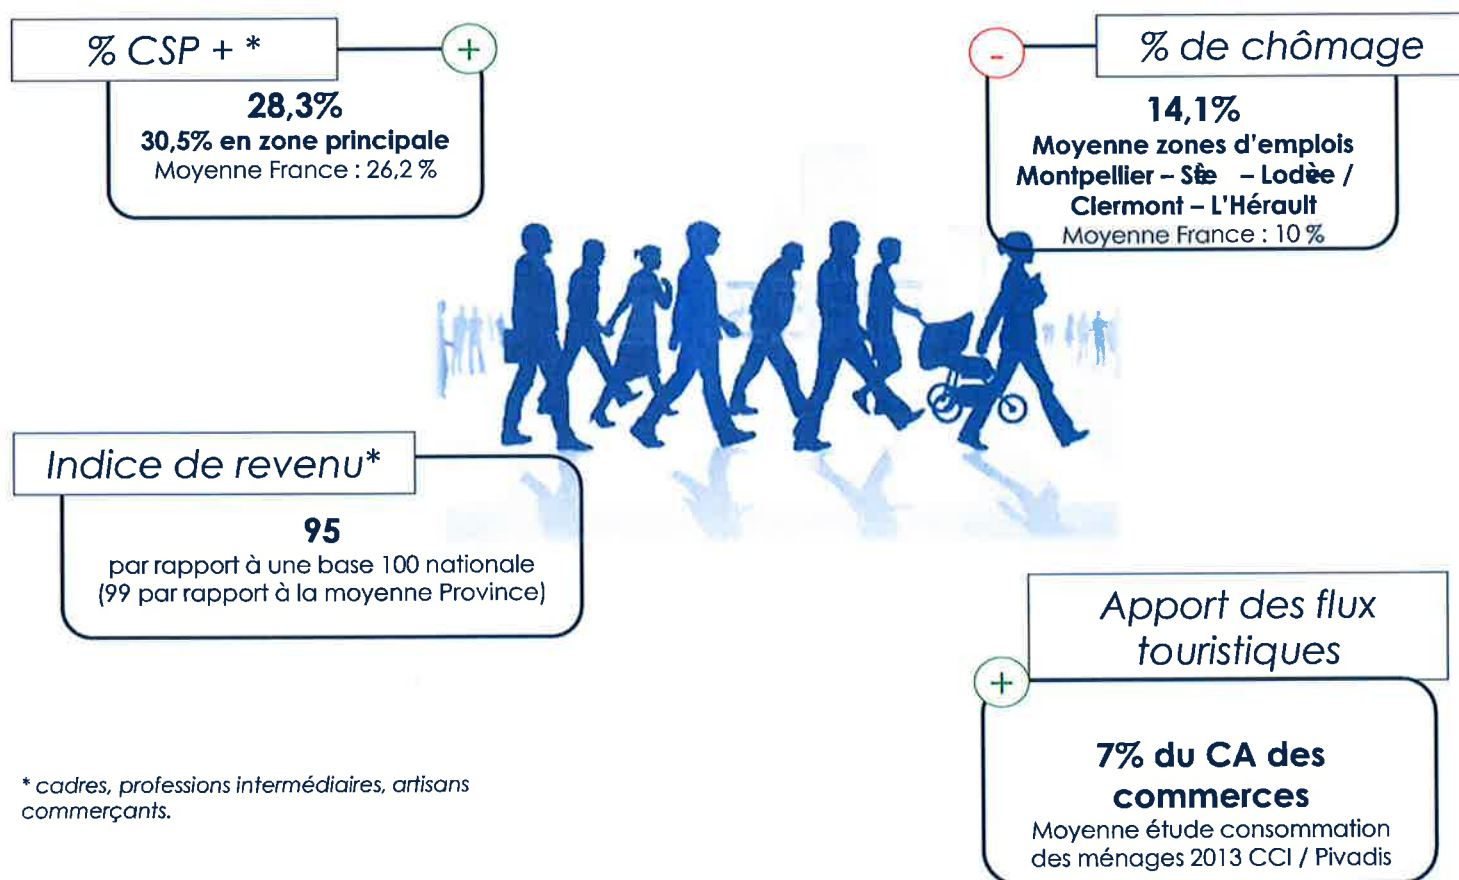 % CSP + *
+
28,3%
30,5% en zone principale
Moyenne France : 26,2 %
-
% de chômage
14,1%
Moyenne zones d'emplois
Montpellier – Sète – Lodève /
Clermont – L'Hérault
Moyenne France : 10 %
Indice de revenu*
95
par rapport à une base 100 nationale
(99 par rapport à la moyenne Province)
Apport des flux
touristiques
+
7% du CA des
commerces
Moyenne étude consommation
des ménages 2013 CCI / Pivadis
* cadres, professions intermédiaires, artisans
commerçants.